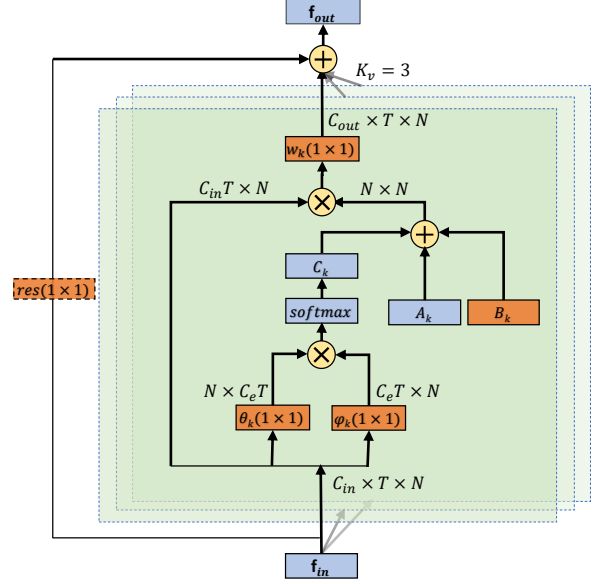 f_out
K_v = 3
C_out × T × N
w_k(1 × 1)
C_in T × N
N × N
C_k
res(1 × 1)
softmax
A_k
B_k
N × C_e T
C_e T × N
θ_k(1 × 1)
φ_k(1 × 1)
C_in × T × N
f_in